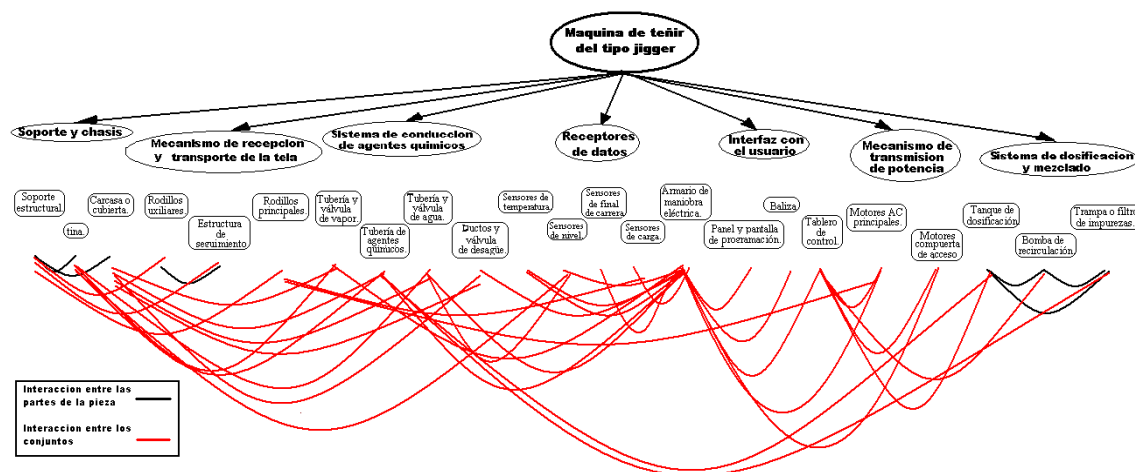 Maquina de teñir
del tipo jigger
Soporte y chasis
Mecanismo de recepcion
y transporte de la tela
Sistema de conduccion
de agentes quimicos
Receptores
de datos
Interfaz con
el usuario
Mecanismo de
transmision
de potencia
Sistema de dosificacion
y mezclado
Soporte
estructural.
tina.
Carcasa o
cubierta.
Rodillos
uxiliares.
Estructura de
seguimiento
Rodillos
principales.
Tubería y
válvula
de vapor.
Tubería de
agentes
químicos.
Tubería y
válvula
de agua.
Ductos y
válvula de
desagüe.
Sensores de
temperatura
Sensores
de nivel.
Sensores
de final
de carrera.
Sensores
de carga.
Armario de
maniobra
eléctrica.
Panel y pantalla
de programación.
Baliza
Tablero
de
control.
Motores AC
principales.
Motores
compuerta
de acceso
Tanque de
dosificación.
Bomba de
recirculación.
Trampa o filtro
de impurezas.
Interaccion entre las
partes de la pieza
Interaccion entre los
conjuntos